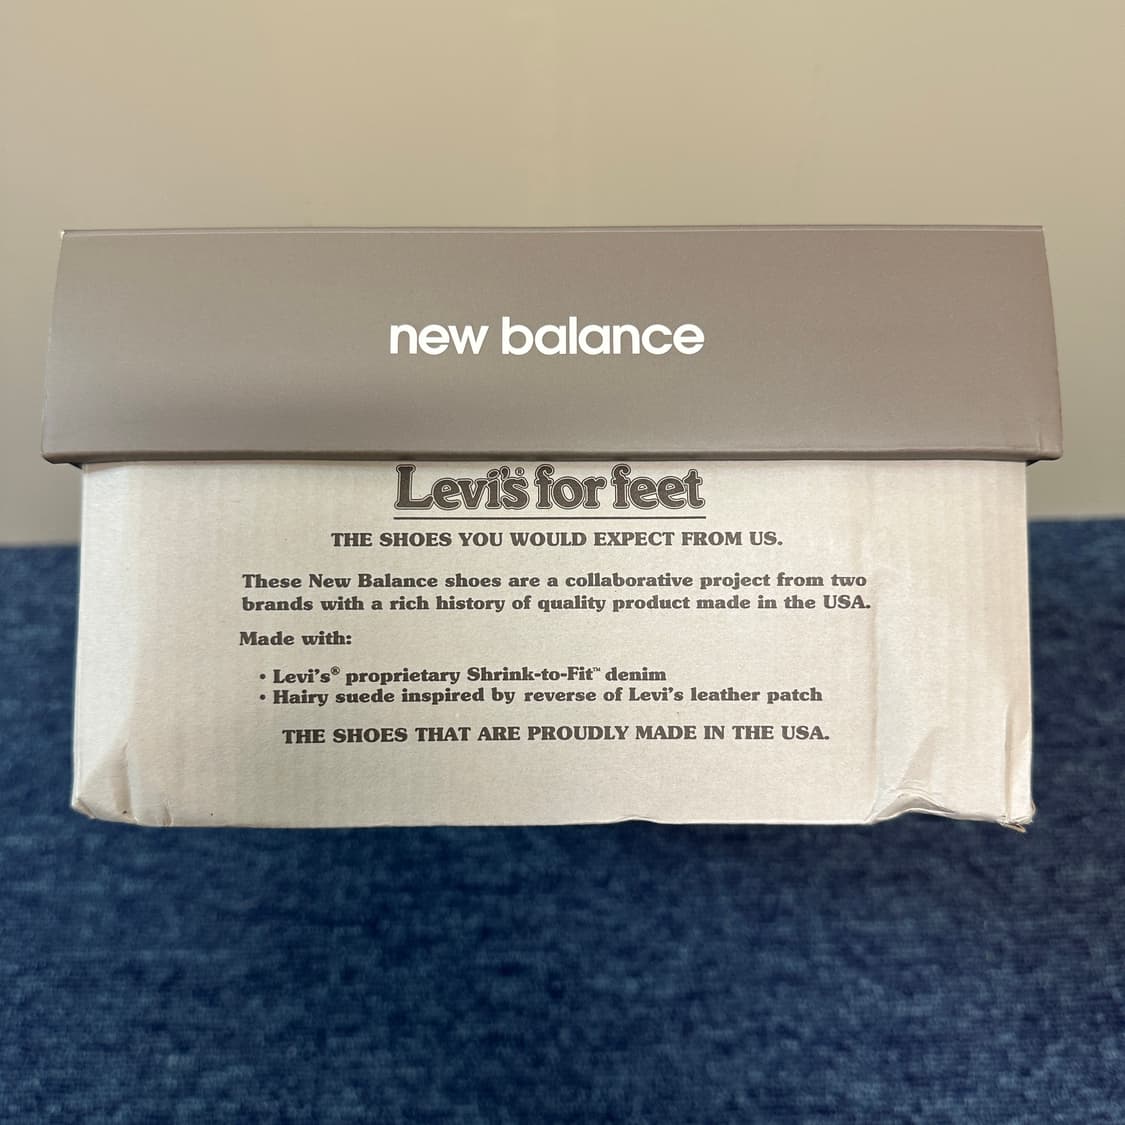 new balance
Levi's® for feet
THE SHOES YOU WOULD EXPECT FROM US.
These New Balance shoes are a collaborative project from two
brands with a rich history of quality product made in the USA.
Made with:
• Levi's® proprietary Shrink-to-Fit™ denim
• Hairy suede inspired by reverse of Levi's leather patch
THE SHOES THAT ARE PROUDLY MADE IN THE USA.